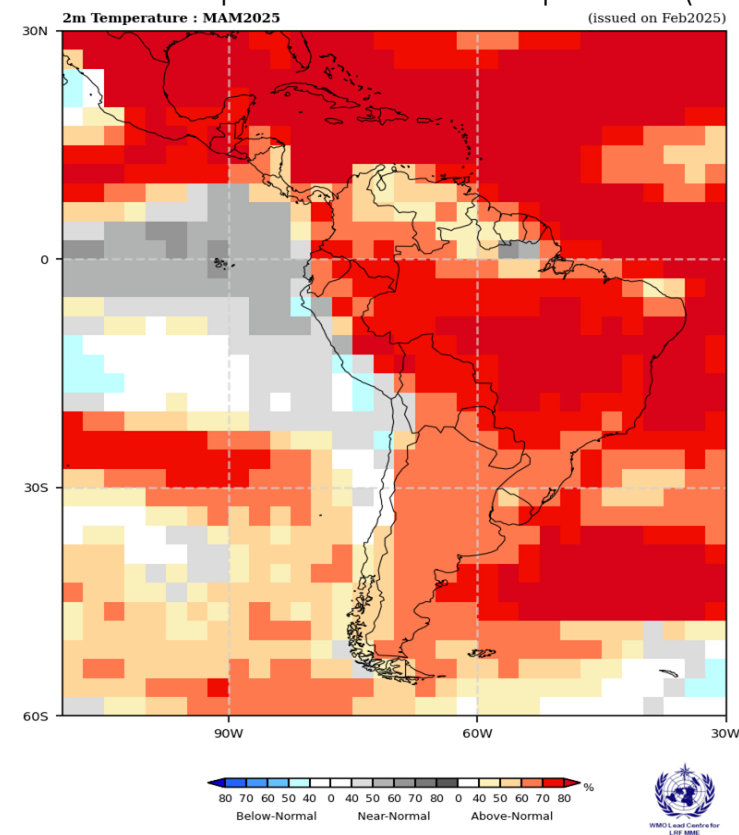 2m Temperature : MAM2025
(issued on Feb2025)
30N
0
30S
60S
90W
60W
30W
80 70 60 50 40 0 40 50 60 70 80 0 40 50 60 70 80 %
Below-Normal Near-Normal Above-Normal
WMO Lead Centre for
LRFMME